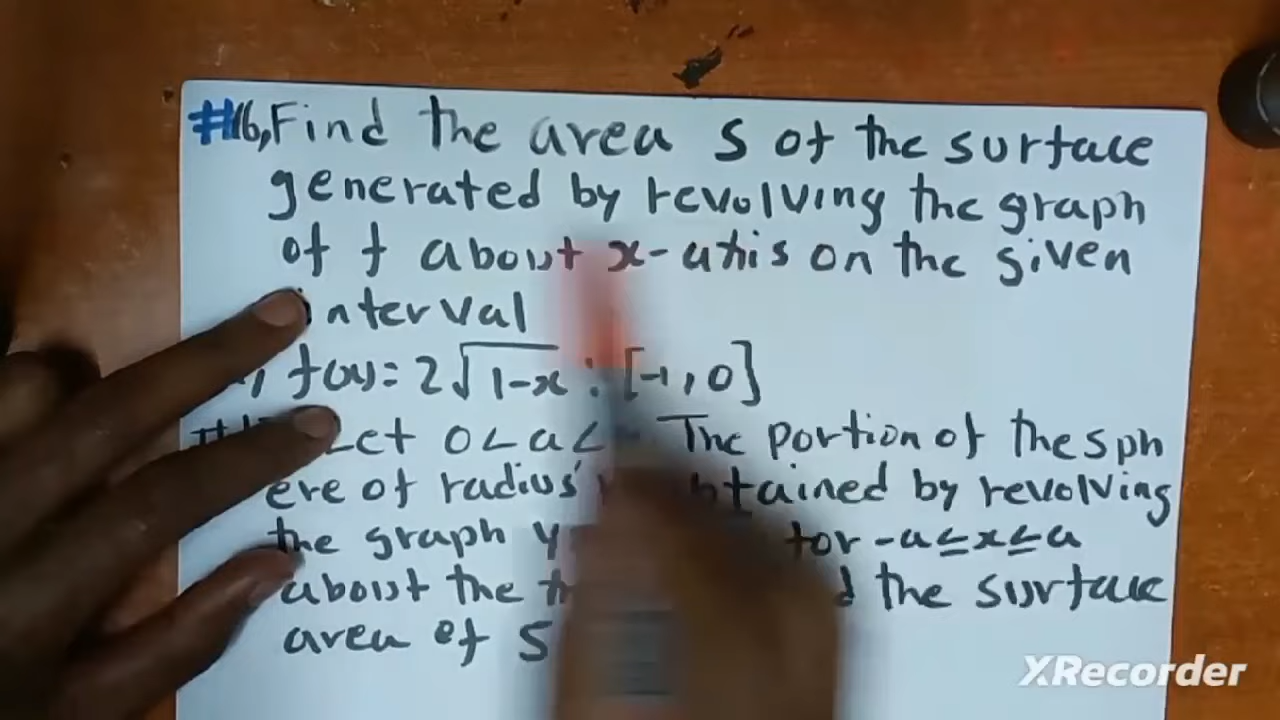 #16, Find the area S of the surface
generated by revolving the graph
of f about x-axis on the given
interval
f(x) = 2√1-x : [-1, 0]
Let 0 < a < The portion of the sph
ere of radius obtained by revolving
the graph y for -a ≤ x ≤ a
about the the surface
area of S
XRecorder